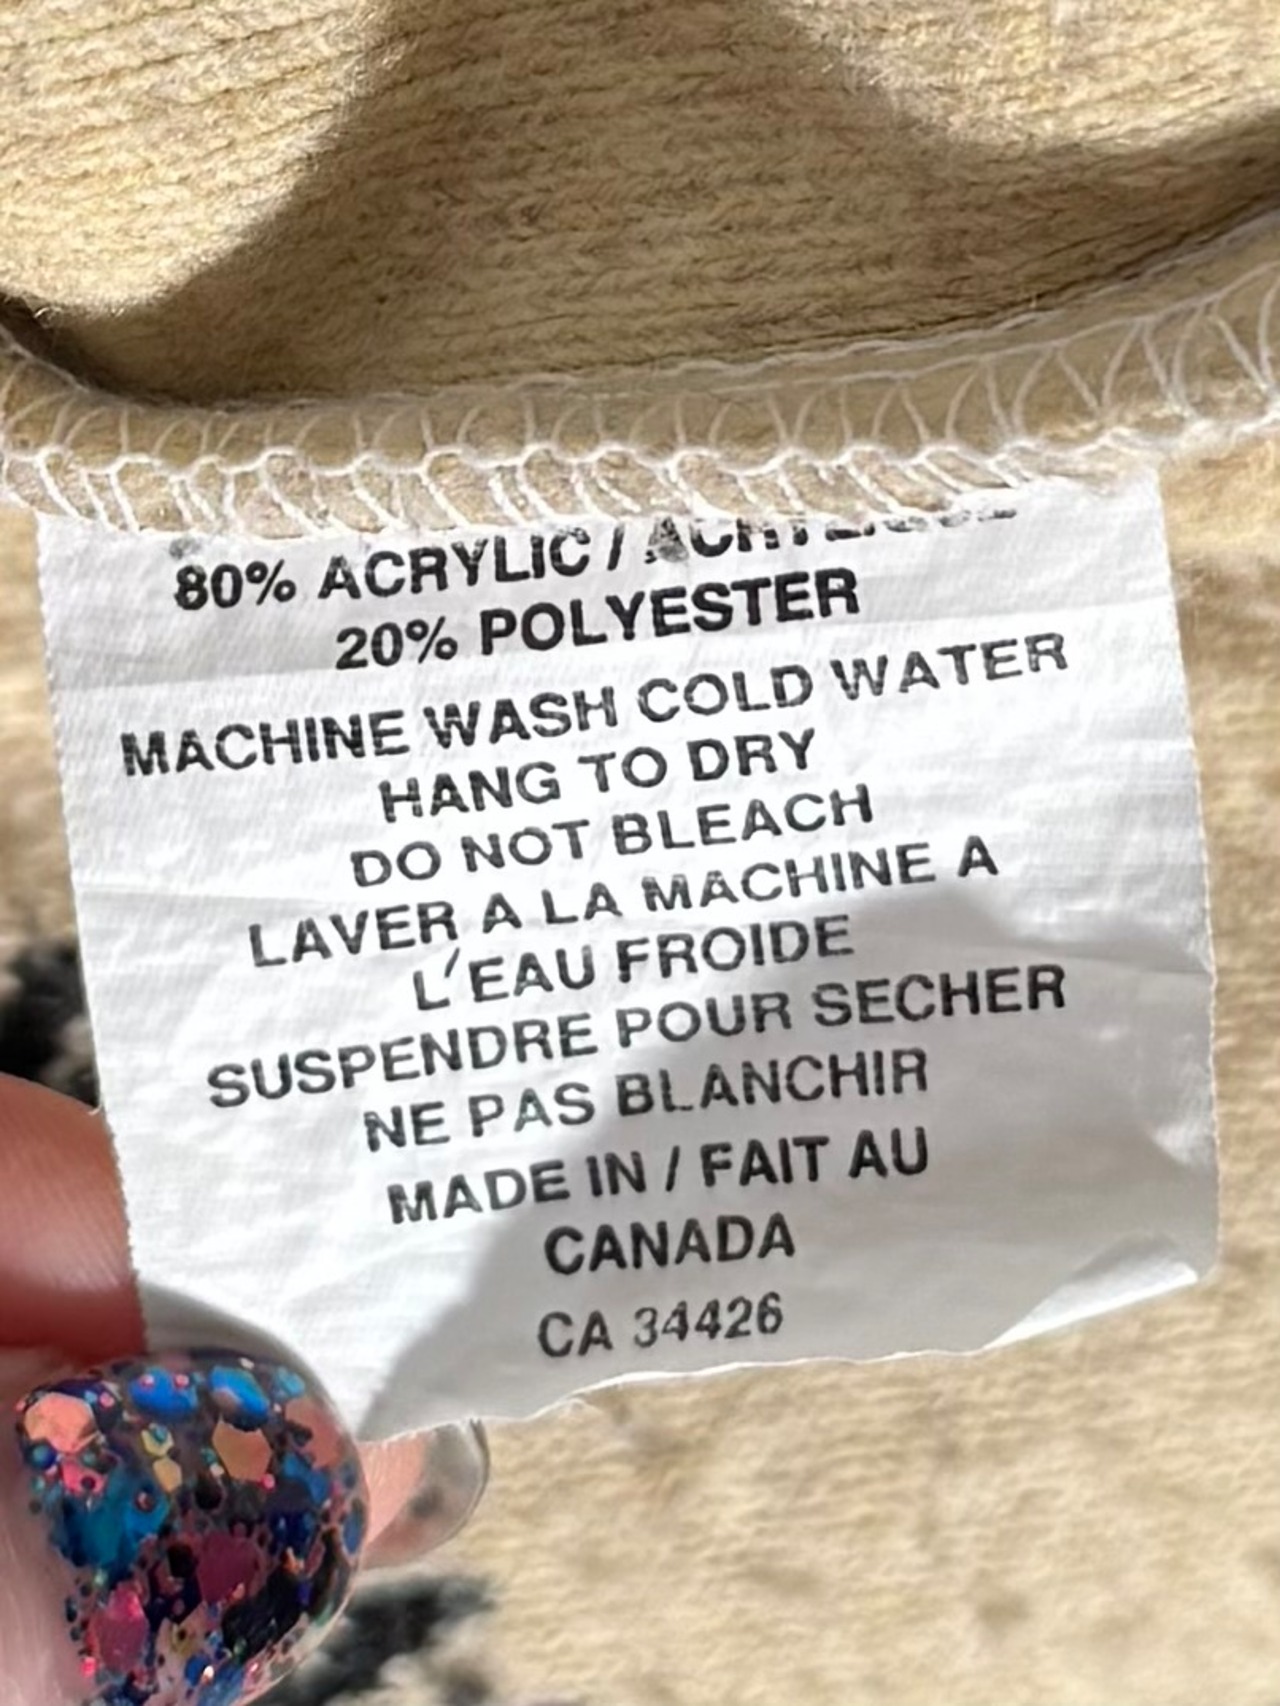 80% ACRYLIC /
20% POLYESTER
MACHINE WASH COLD WATER
HANG TO DRY
DO NOT BLEACH
LAVER A LA MACHINE A
L'EAU FROIDE
SUSPENDRE POUR SECHER
NE PAS BLANCHIR
MADE IN / FAIT AU
CANADA
CA 34426